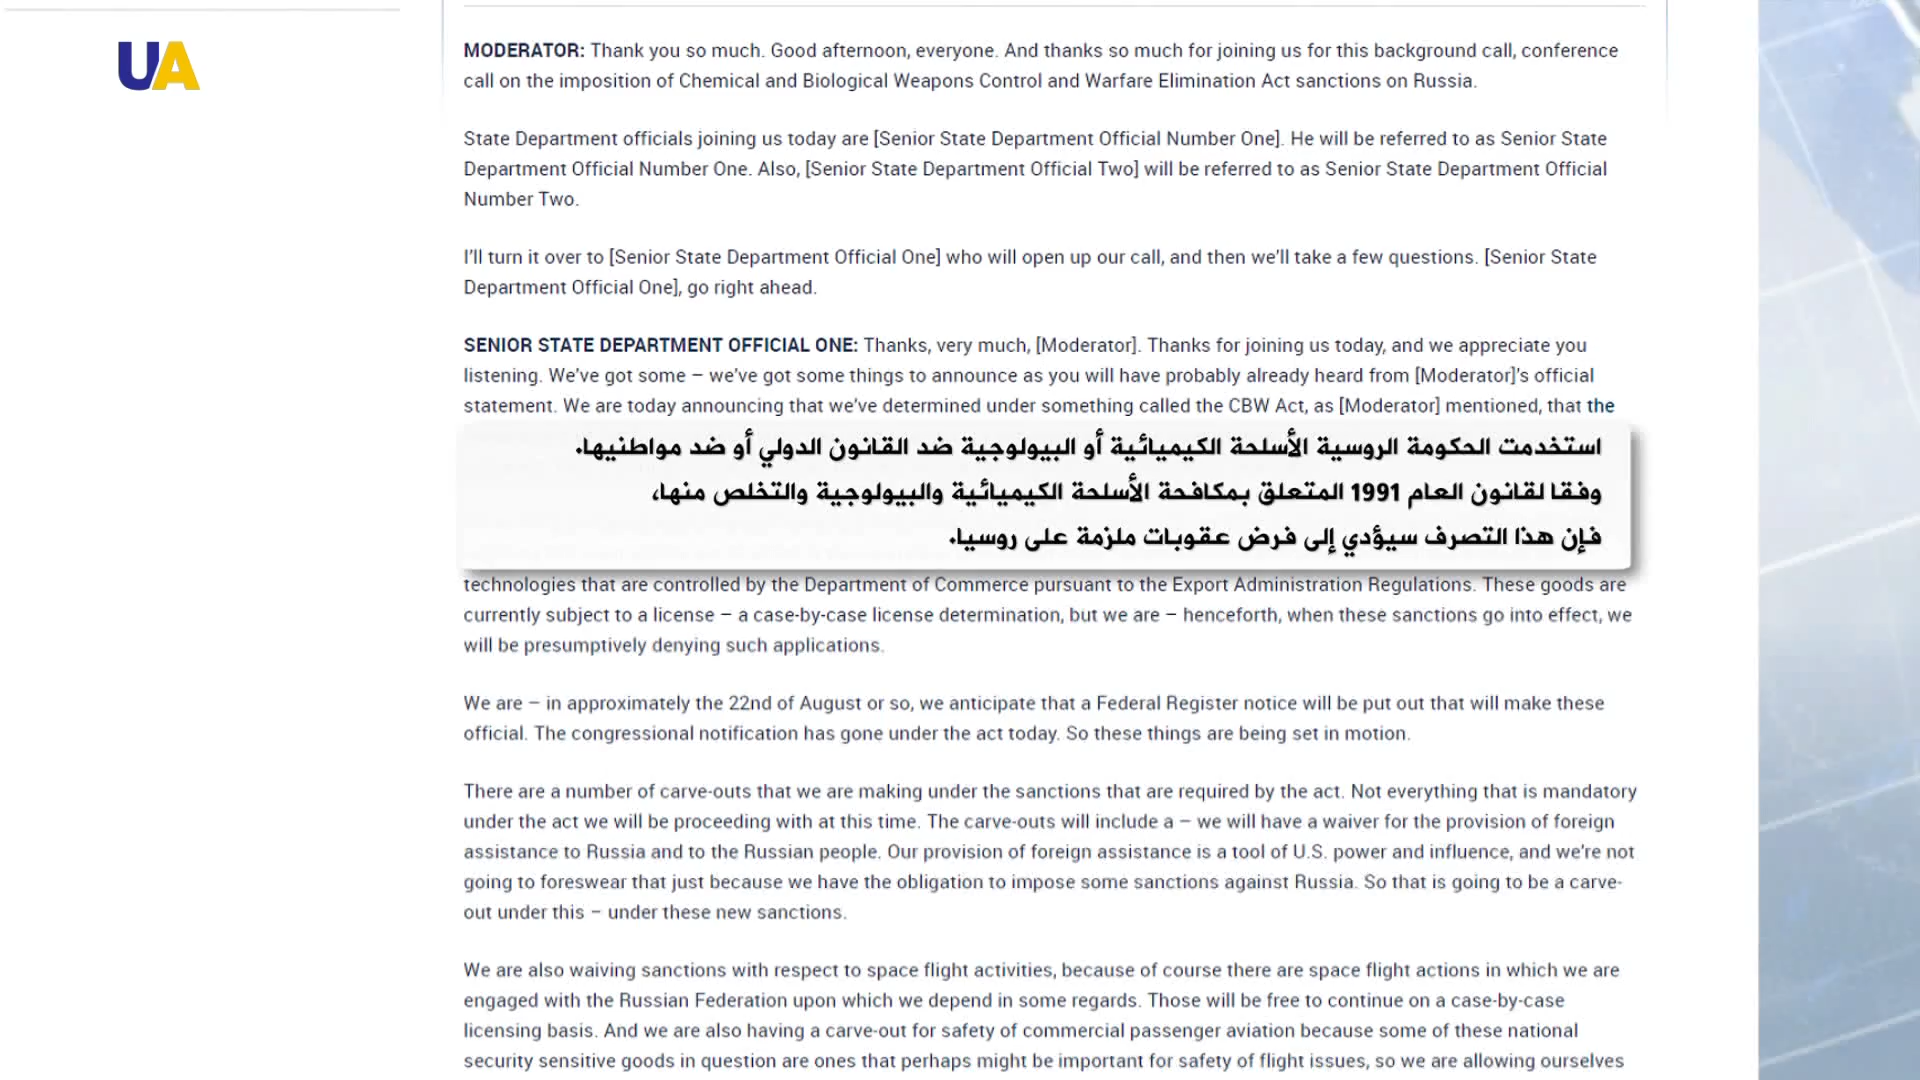 UA
MODERATOR: Thank you so much. Good afternoon, everyone. And thanks so much for joining us for this background call, conference
call on the imposition of Chemical and Biological Weapons Control and Warfare Elimination Act sanctions on Russia.
State Department officials joining us today are [Senior State Department Official Number One]. He will be referred to as Senior State
Department Official Number One. Also, [Senior State Department Official Two] will be referred to as Senior State Department Official
Number Two.
I’ll turn it over to [Senior State Department Official One] who will open up our call, and then we’ll take a few questions. [Senior State
Department Official One], go right ahead.
SENIOR STATE DEPARTMENT OFFICIAL ONE: Thanks, very much, [Moderator]. Thanks for joining us today, and we appreciate you
listening. We’ve got some – we’ve got some things to announce as you will have probably already heard from [Moderator]’s official
statement. We are today announcing that we’ve determined under something called the CBW Act, as [Moderator] mentioned, that the
استخدمت الحكومة الروسية الأسلحة الكيميائية أو البيولوجية ضد القانون الدولي أو ضد مواطنيها.
وفقا لقانون العام 1991 المتعلق بمكافحة الأسلحة الكيميائية والبيولوجية والتخلص منها،
فإن هذا التصرف سيؤدي إلى فرض عقوبات ملزمة على روسيا.
technologies that are controlled by the Department of Commerce pursuant to the Export Administration Regulations. These goods are
currently subject to a license – a case-by-case license determination, but we are – henceforth, when these sanctions go into effect, we
will be presumptively denying such applications.
We are – in approximately the 22nd of August or so, we anticipate that a Federal Register notice will be put out that will make these
official. The congressional notification has gone under the act today. So these things are being set in motion.
There are a number of carve-outs that we are making under the sanctions that are required by the act. Not everything that is mandatory
under the act we will be proceeding with at this time. The carve-outs will include a – we will have a waiver for the provision of foreign
assistance to Russia and to the Russian people. Our provision of foreign assistance is a tool of U.S. power and influence, and we’re not
going to foreswear that just because we have the obligation to impose some sanctions against Russia. So that is going to be a carve-
out under this – under these new sanctions.
We are also waiving sanctions with respect to space flight activities, because of course there are space flight actions in which we are
engaged with the Russian Federation upon which we depend in some regards. Those will be free to continue on a case-by-case
licensing basis. And we are also having a carve-out for safety of commercial passenger aviation because some of these national
security sensitive goods in question are ones that perhaps might be important for safety of flight issues, so we are allowing ourselves